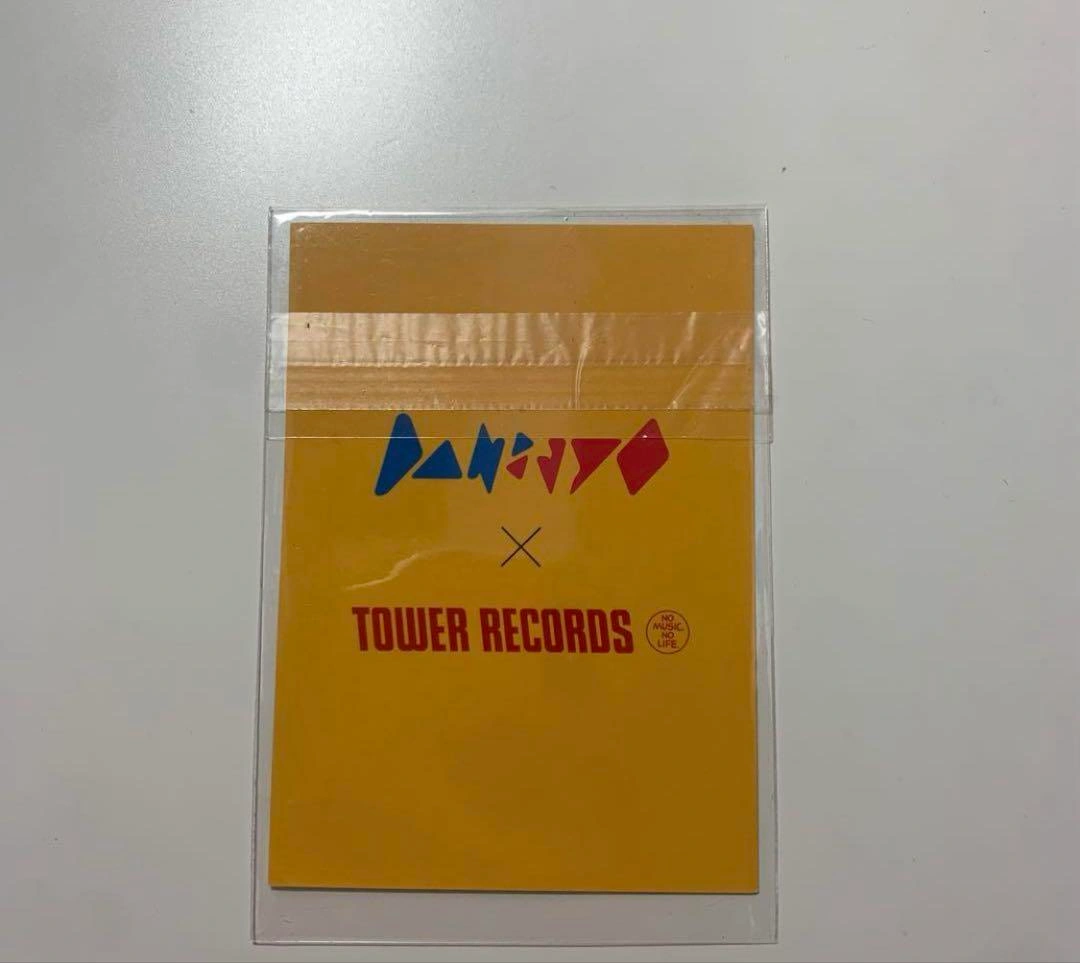 TOWER RECORDS
NO
MUSIC.
NO
LIFE.